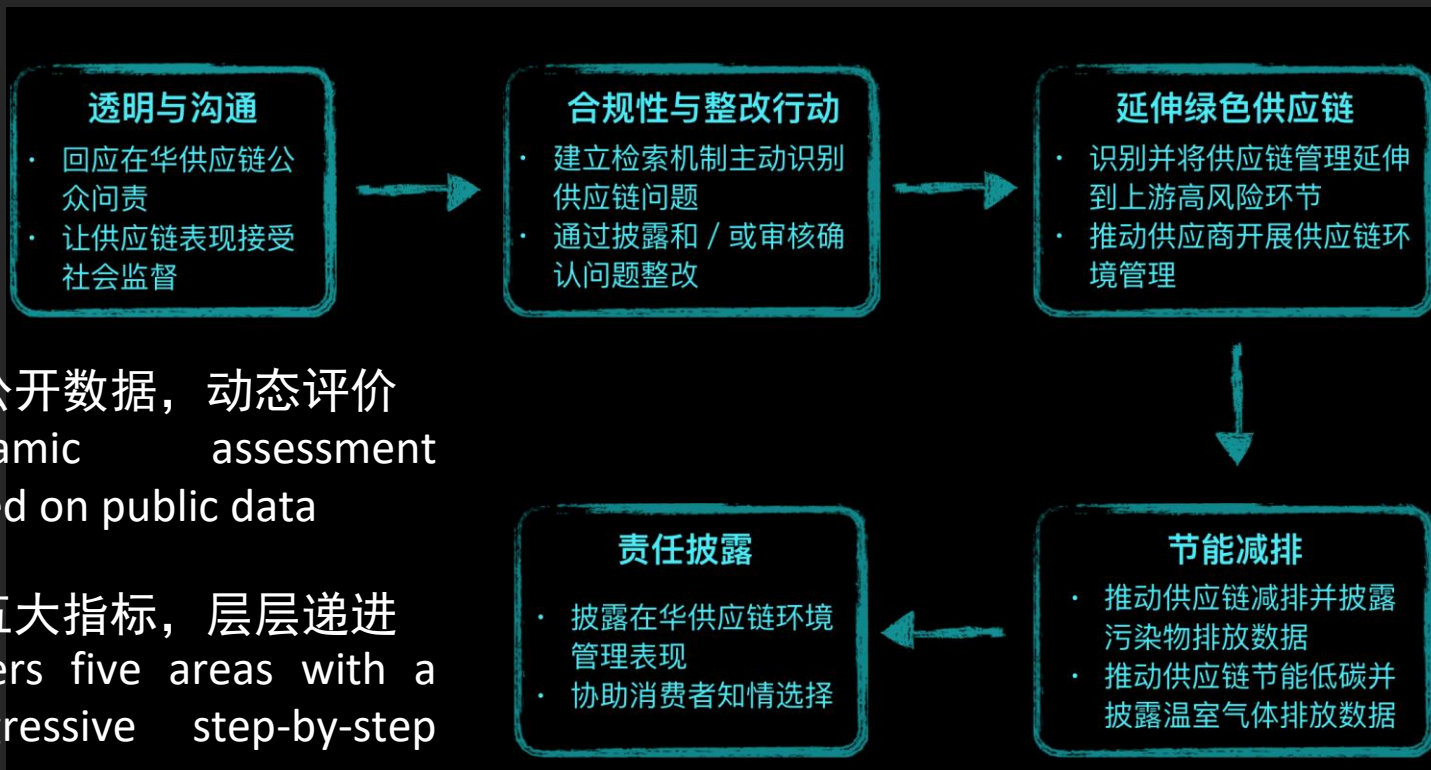 透明与沟通
· 回应在华供应链公
众问责
· 让供应链表现接受
社会监督
合规性与整改行动
· 建立检索机制主动识别
供应链问题
· 通过披露和 / 或审核确
认问题整改
延伸绿色供应链
· 识别并将供应链管理延伸
到上游高风险环节
· 推动供应商开展供应链环
境管理
公开数据，动态评价
assessment
on public data
五大指标，层层递进
five areas with a
step-by-step
责任披露
· 披露在华供应链环境
管理表现
· 协助消费者知情选择
节能减排
· 推动供应链减排并披露
污染物排放数据
· 推动供应链节能低碳并
披露温室气体排放数据